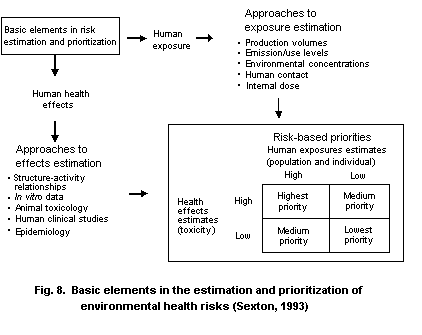 Basic elements in risk
estimation and prioritization
Human
exposure
Approaches to
exposure estimation
• Production volumes
• Emission/use levels
• Environmental concentrations
• Human contact
• Internal dose
Human health
effects
Approaches to
effects estimation
• Structure-activity
relationships
• In vitro data
• Animal toxicology
• Human clinical studies
• Epidemiology
Risk-based priorities
Human exposures estimates
(population and individual)
High Low
Health
effects
estimates
(toxicity)
High
Highest
priority
Medium
priority
Low
Medium
priority
Lowest
priority
Fig. 8. Basic elements in the estimation and prioritization of
environmental health risks (Sexton, 1993)